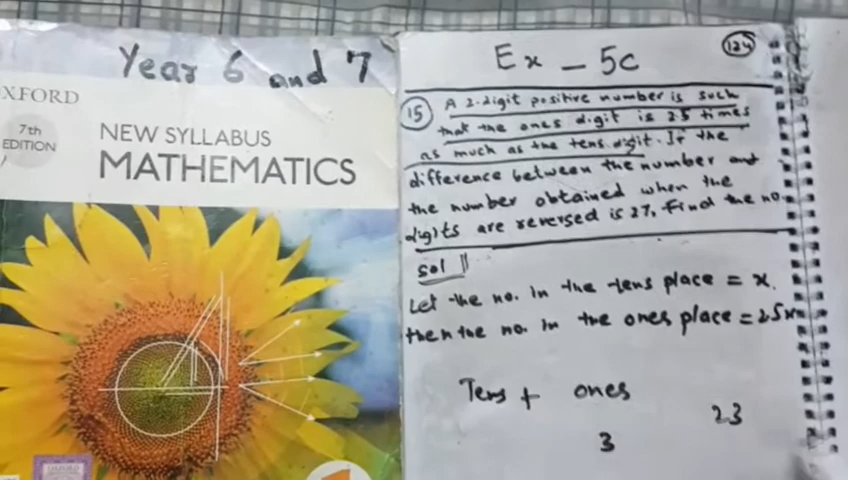 Year 6 and 7
XFORD
7th
EDITION
NEW SYLLABUS
MATHEMATICS
Ex - 5C
124
15 A 2-digit positive number is such
that the ones digit is 2.5 times
as much as the tens digit. If the
difference between the number and
the number obtained when the
digits are reversed is 27, Find the no.
Sol
Let the no. in the tens place = x.
then the no. in the ones place = 2.5x
Tens + ones
23
3